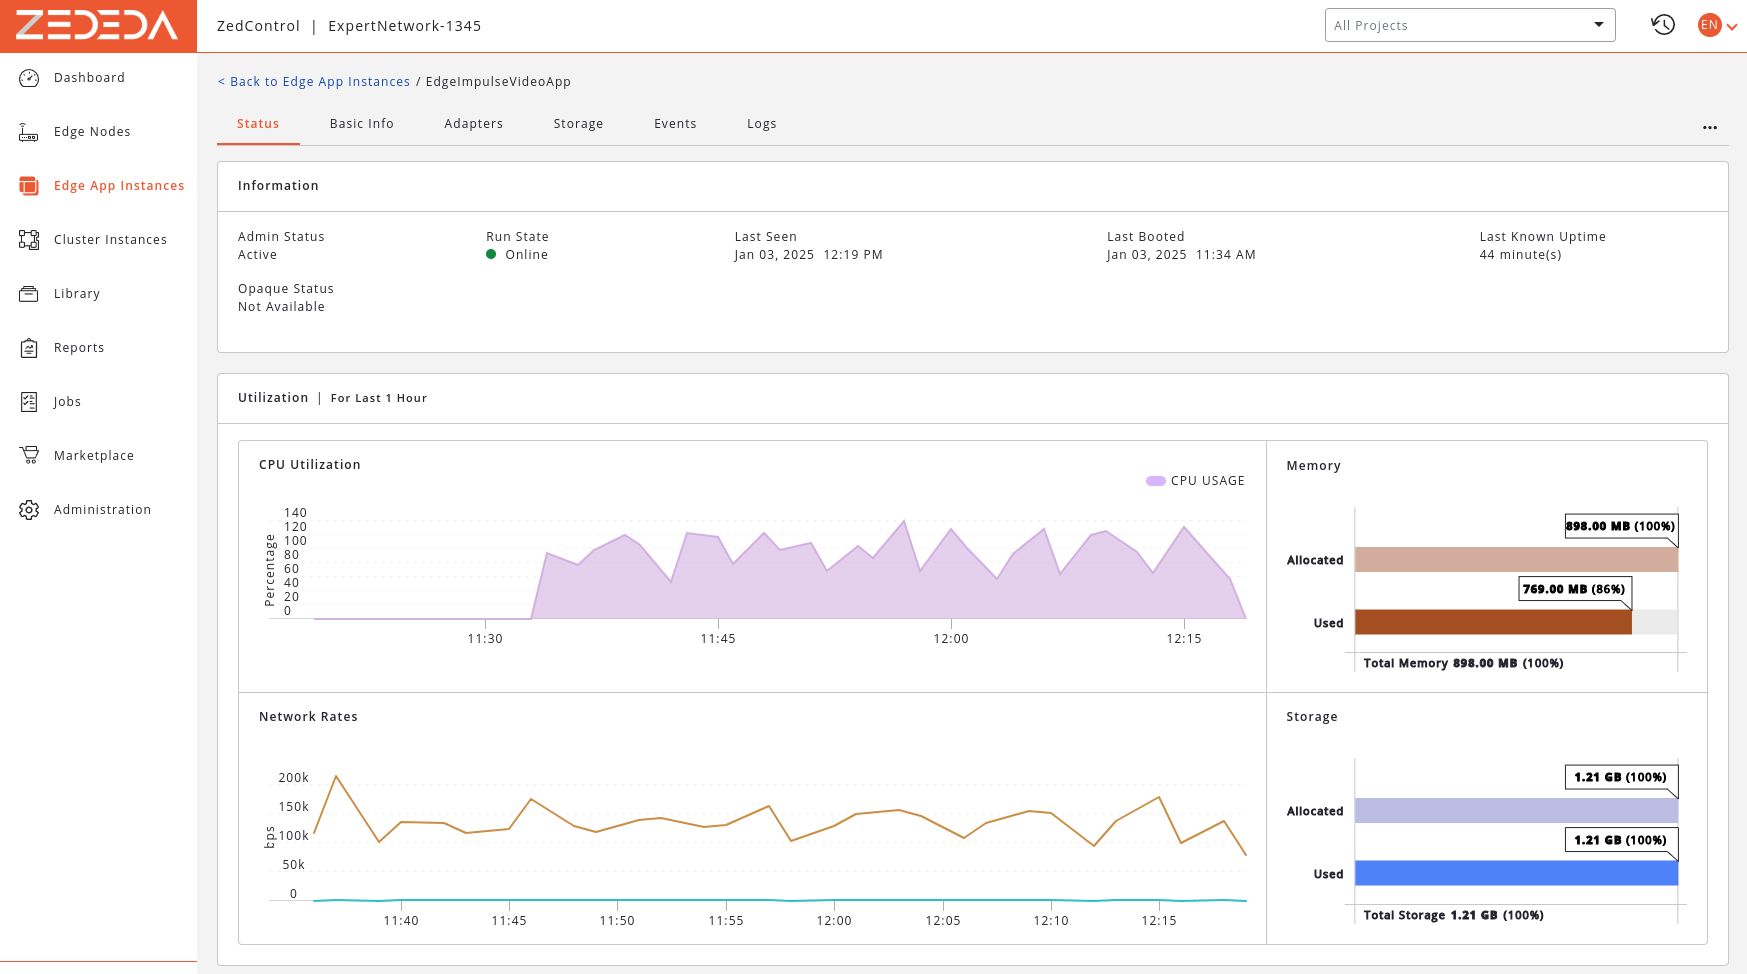 ZEDEDA
ZedControl | ExpertNetwork-1345
All Projects
EN
Dashboard
Edge Nodes
Edge App Instances
Cluster Instances
Library
Reports
Jobs
Marketplace
Administration
< Back to Edge App Instances / EdgeImpulseVideoApp
Status Basic Info Adapters Storage Events Logs
Information
Admin Status Run State Last Seen Last Booted Last Known Uptime
Active Online Jan 03, 2025 12:19 PM Jan 03, 2025 11:34 AM 44 minute(s)
Opaque Status
Not Available
Utilization | For Last 1 Hour
CPU Utilization
CPU USAGE
Percentage
140
120
100
80
60
40
20
0
11:30 11:45 12:00 12:15
Memory
898.00 MB (100%)
Allocated
769.00 MB (86%)
Used
Total Memory 898.00 MB (100%)
Network Rates
bps
200k
150k
100k
50k
0
11:40 11:45 11:50 11:55 12:00 12:05 12:10 12:15
Storage
1.21 GB (100%)
Allocated
1.21 GB (100%)
Used
Total Storage 1.21 GB (100%)